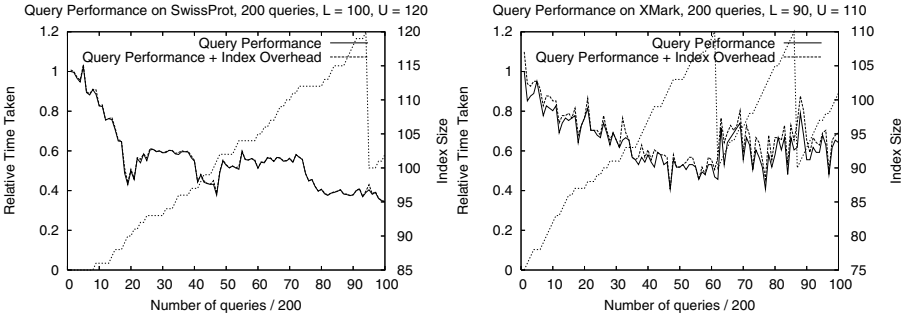 Query Performance on SwissProt, 200 queries, L = 100, U = 120
Query Performance
Query Performance + Index Overhead
Relative Time Taken
1.2
1
0.8
0.6
0.4
0.2
0
120
115
110
105
100
95
90
85
Index Size
0 10 20 30 40 50 60 70 80 90 100
Number of queries / 200
Query Performance on XMark, 200 queries, L = 90, U = 110
Query Performance
Query Performance + Index Overhead
Relative Time Taken
1.2
1
0.8
0.6
0.4
0.2
0
110
105
100
95
90
85
80
75
Index Size
0 10 20 30 40 50 60 70 80 90 100
Number of queries / 200